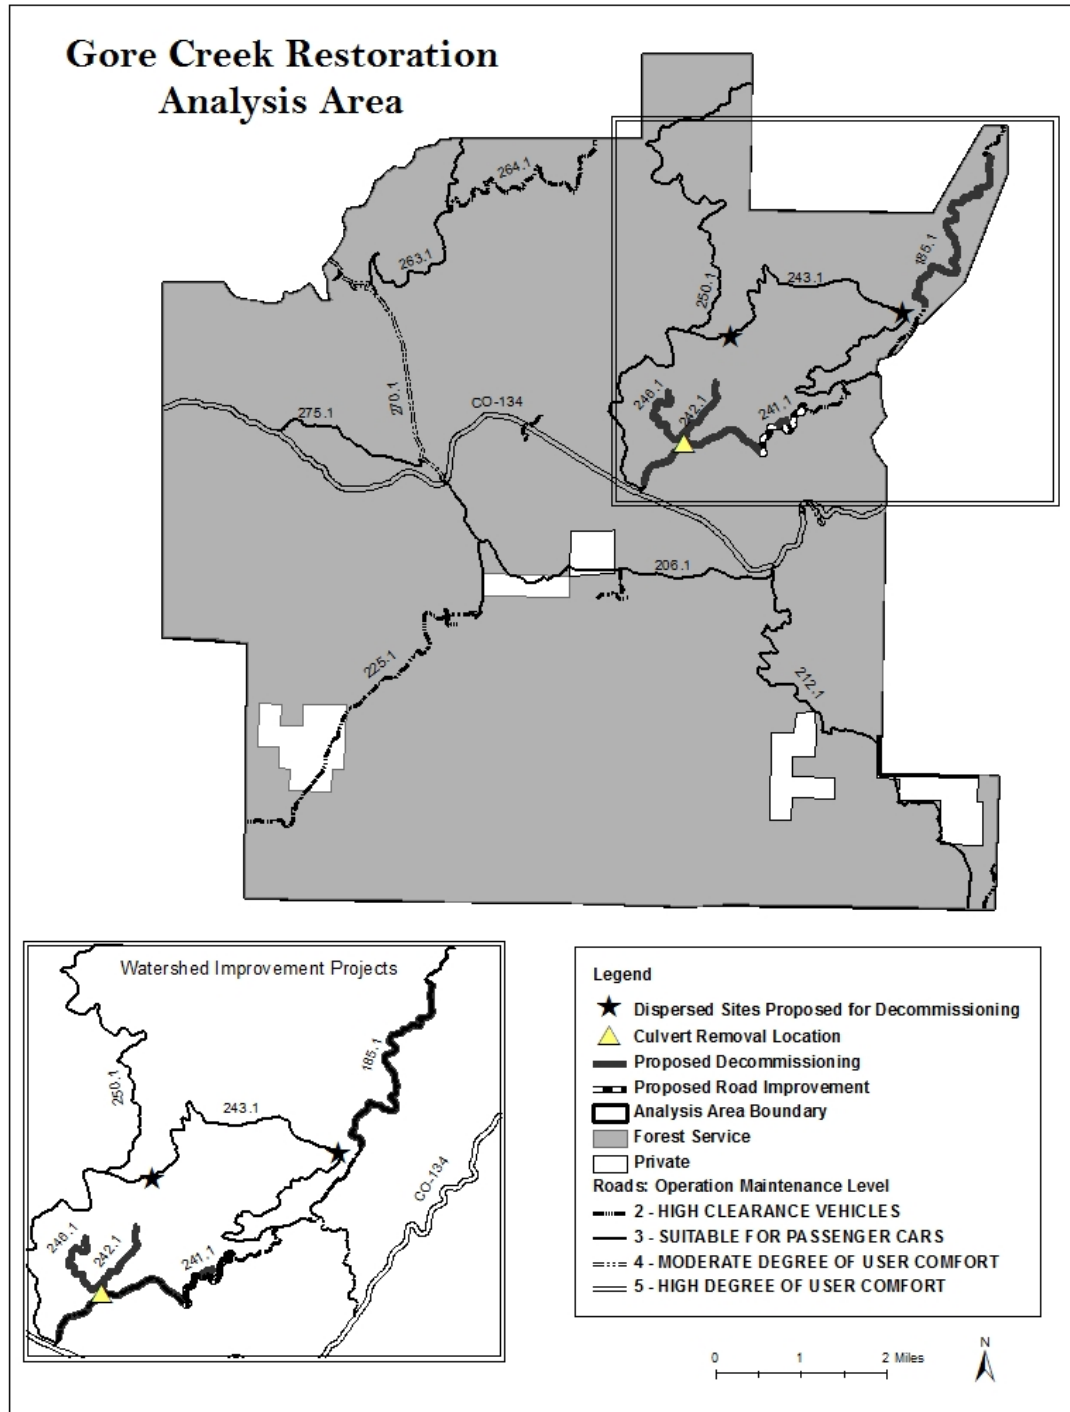 Gore Creek Restoration
Analysis Area
264.1
263.1
185.1
250.1
243.1
270.1
246.1
242.1
241.1
CO-134
275.1
206.1
225.1
212.1
Watershed Improvement Projects
185.1
250.1
243.1
CO-134
246.1
242.1
241.1
Legend
Dispersed Sites Proposed for Decommissioning
Culvert Removal Location
Proposed Decommissioning
Proposed Road Improvement
Analysis Area Boundary
Forest Service
Private
Roads: Operation Maintenance Level
2 - HIGH CLEARANCE VEHICLES
3 - SUITABLE FOR PASSENGER CARS
4 - MODERATE DEGREE OF USER COMFORT
5 - HIGH DEGREE OF USER COMFORT
0 1 2 Miles
N